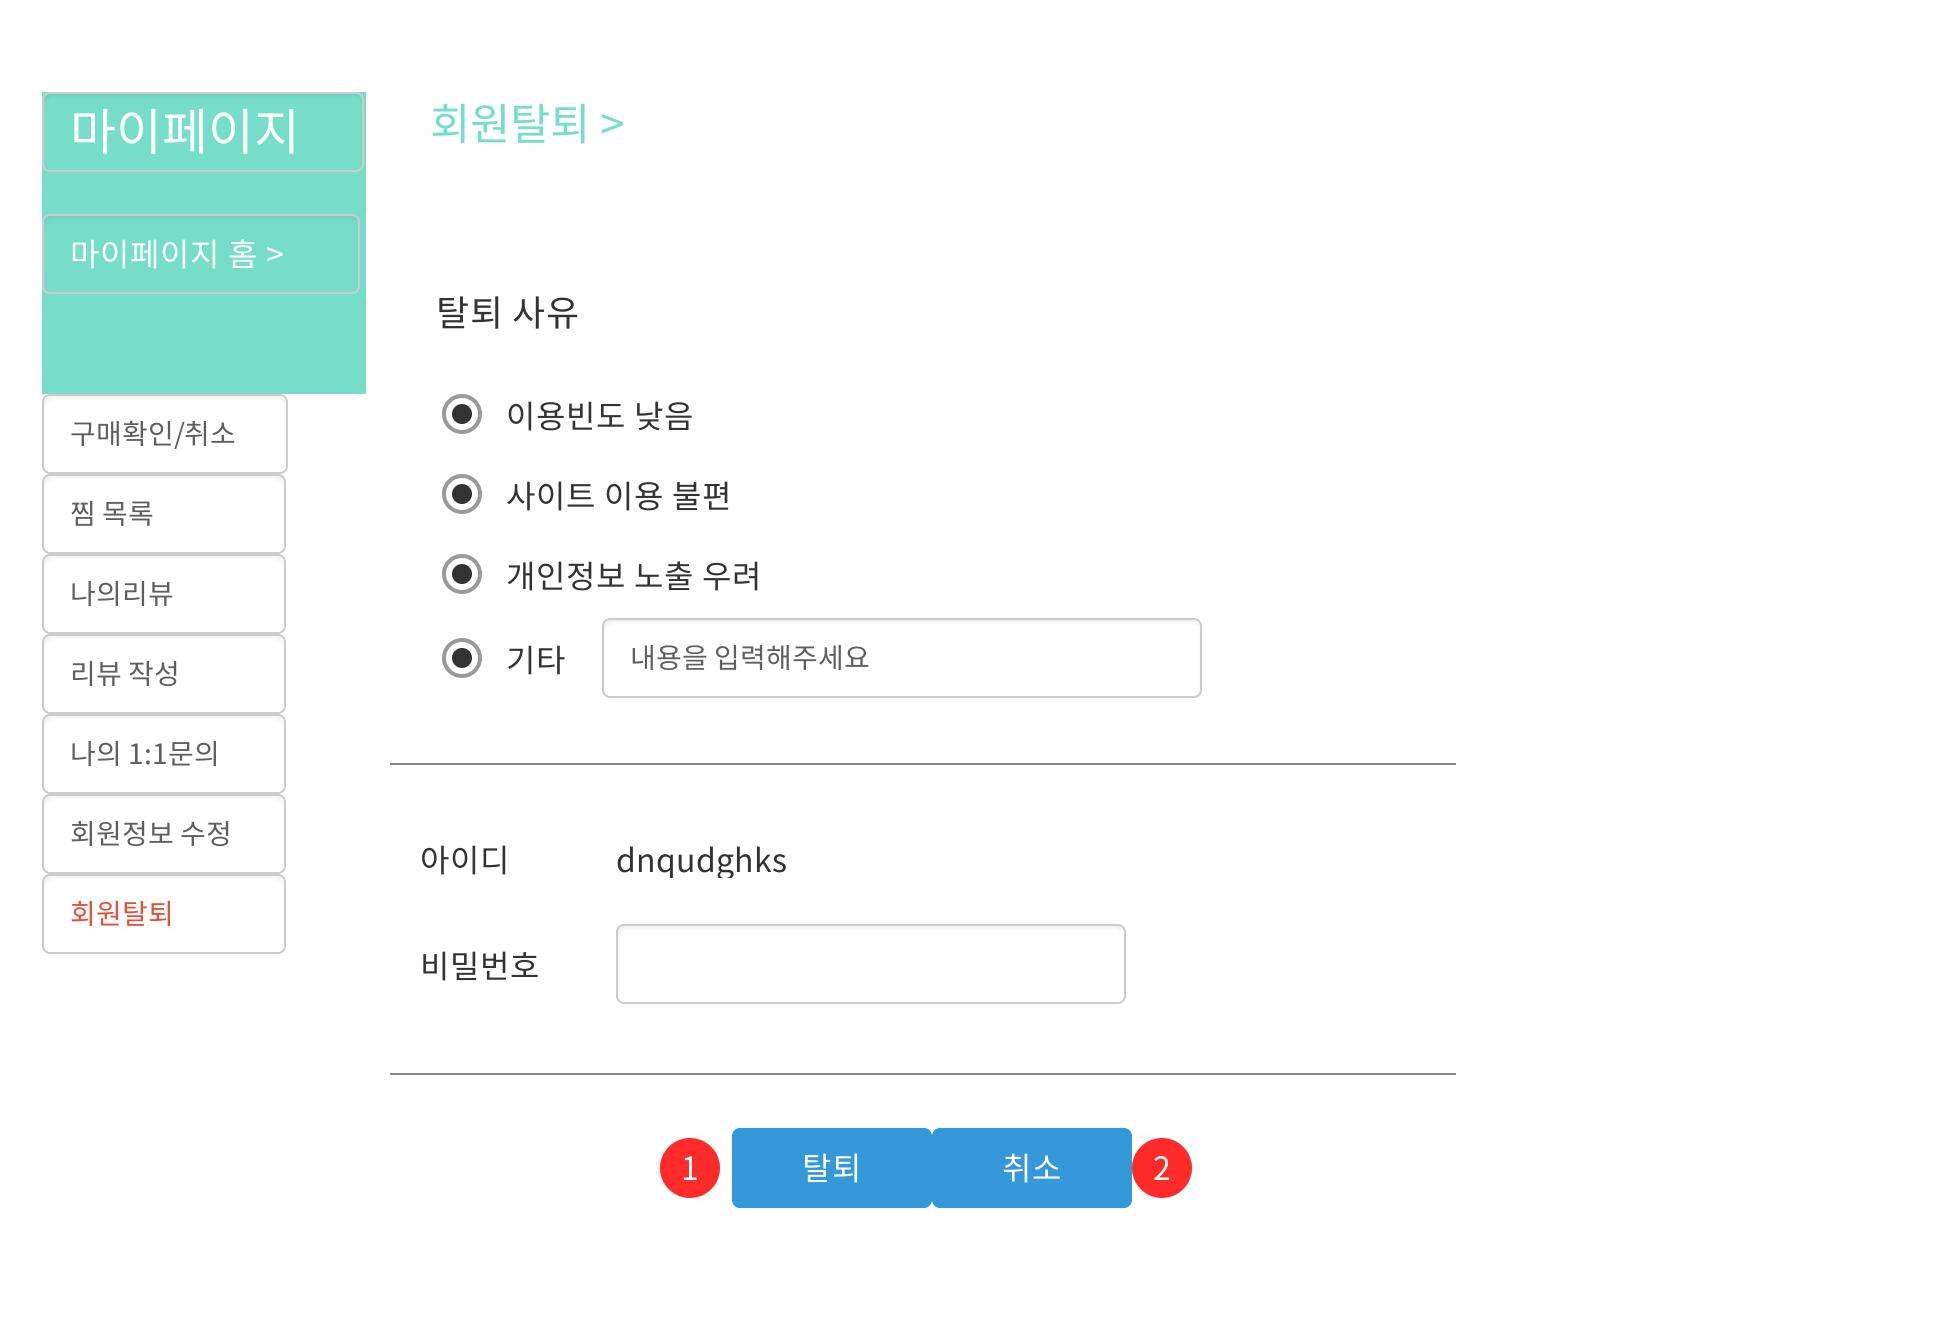 마이페이지
마이페이지 홈 >
구매확인/취소
찜 목록
나의리뷰
리뷰 작성
나의 1:1문의
회원정보 수정
회원탈퇴
회원탈퇴 >
탈퇴 사유
이용빈도 낮음
사이트 이용 불편
개인정보 노출 우려
기타 내용을 입력해주세요
아이디 dnqudghks
비밀번호
1 탈퇴 취소 2